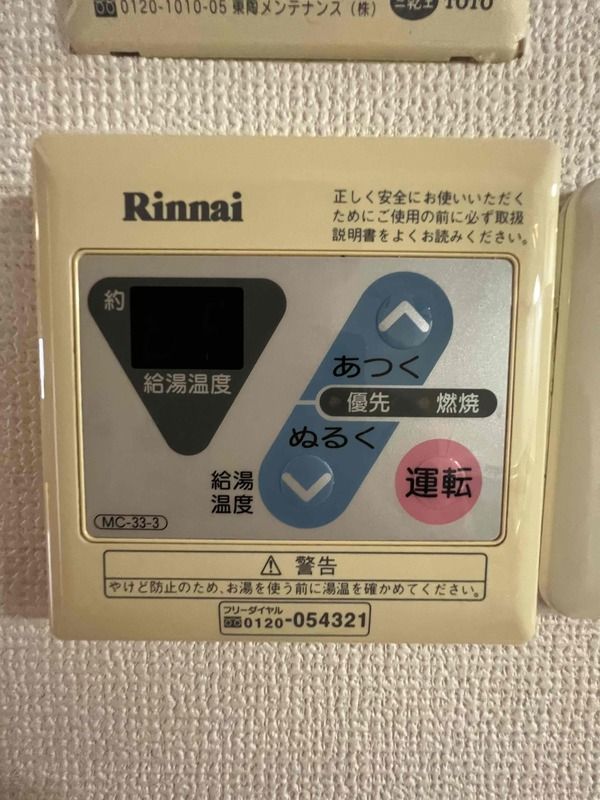 0120-1010-05 東陶メンテナンス（株）
TOTO
Rinnai
正しく安全にお使いいただく
ためにご使用の前に必ず取扱
説明書をよくお読みください。
約
給湯温度
あつく
優先 燃焼
ぬるく
給湯
温度
運転
MC-33-3
警告
やけど防止のため、お湯を使う前に湯温を確かめてください。
フリーダイヤル
0120-054321